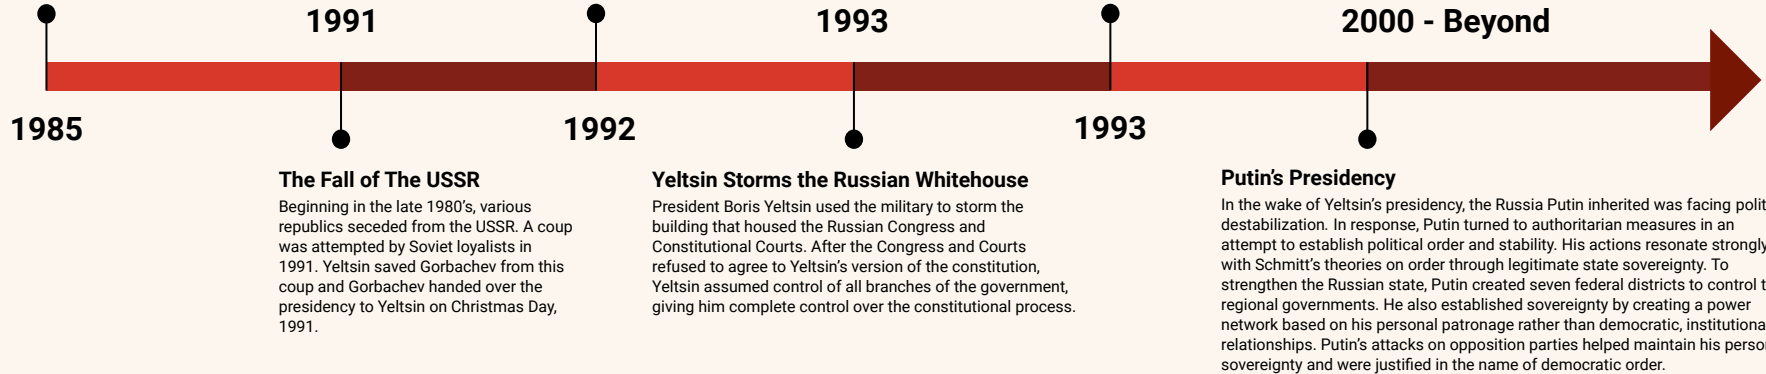 1991
1993
2000 - Beyond
1985
1992
1993
The Fall of The USSR
Beginning in the late 1980's, various
republics seceded from the USSR. A coup
was attempted by Soviet loyalists in
1991. Yeltsin saved Gorbachev from this
coup and Gorbachev handed over the
presidency to Yeltsin on Christmas Day,
1991.
Yeltsin Storms the Russian Whitehouse
President Boris Yeltsin used the military to storm the
building that housed the Russian Congress and
Constitutional Courts. After the Congress and Courts
refused to agree to Yeltsin's version of the constitution,
Yeltsin assumed control of all branches of the government,
giving him complete control over the constitutional process.
Putin's Presidency
In the wake of Yeltsin's presidency, the Russia Putin inherited was facing
destabilization. In response, Putin turned to authoritarian measures in an
attempt to establish political order and stability. His actions resonate strongly
with Schmitt's theories on order through legitimate state sovereignty. To
strengthen the Russian state, Putin created seven federal districts to control
regional governments. He also established sovereignty by creating a power
network based on his personal patronage rather than democratic,
relationships. Putin's attacks on opposition parties helped maintain his
sovereignty and were justified in the name of democratic order.